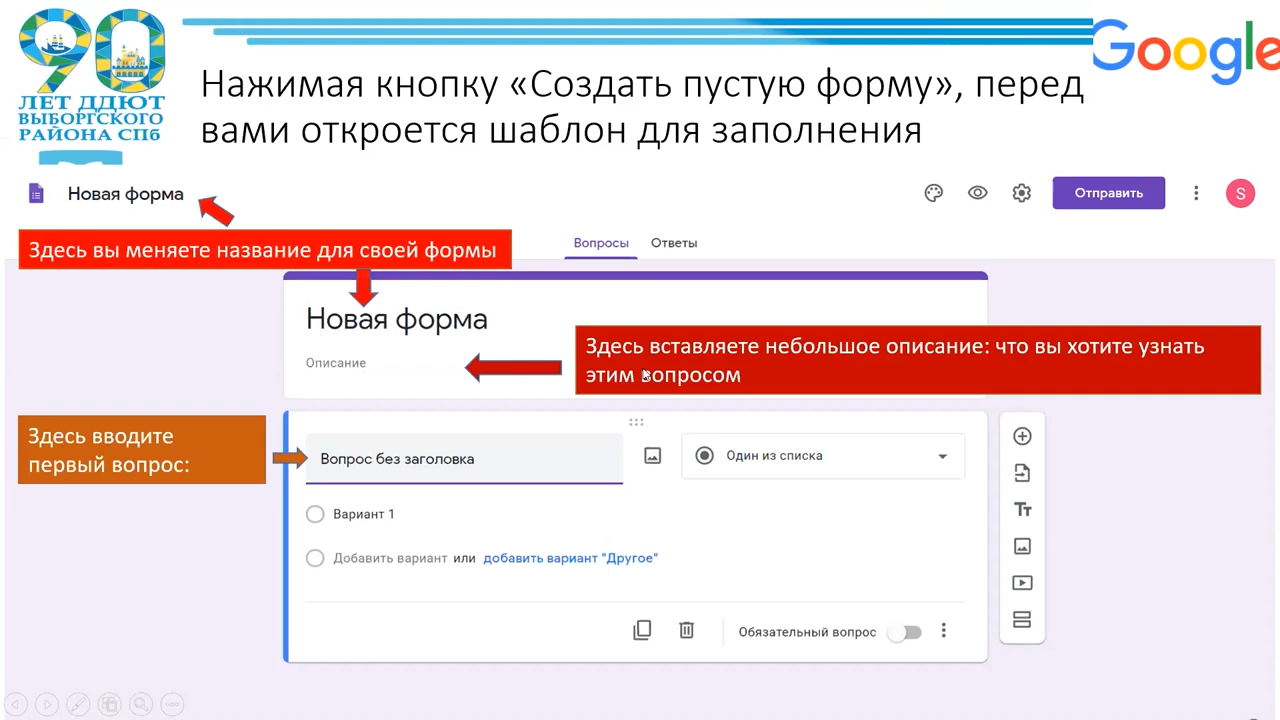 90
ЛЕТ ДДЮТ
ВЫБОРГСКОГО
РАЙОНА СПб
Google
Нажимая кнопку «Создать пустую форму», перед
вами откроется шаблон для заполнения
Новая форма
Отправить
S
Здесь вы меняете название для своей формы
Вопросы
Ответы
Новая форма
Описание
Здесь вставляете небольшое описание: что вы хотите узнать
этим вопросом
Здесь вводите
первый вопрос:
Вопрос без заголовка
Один из списка
Вариант 1
Добавить вариант или добавить вариант "Другое"
Обязательный вопрос
Тт